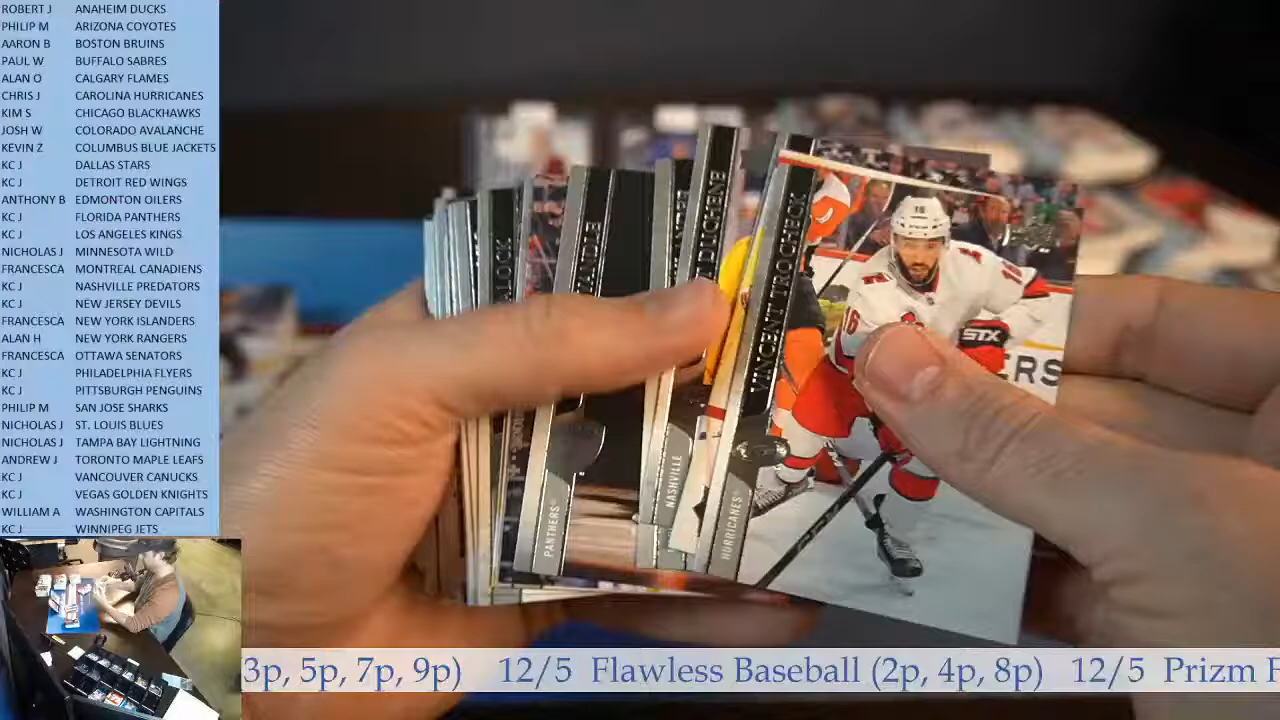 ROBERT J ANAHEIM DUCKS
PHILIP M ARIZONA COYOTES
AARON B BOSTON BRUINS
PAUL W BUFFALO SABRES
ALAN O CALGARY FLAMES
CHRIS J CAROLINA HURRICANES
KIM S CHICAGO BLACKHAWKS
JOSH W COLORADO AVALANCHE
KEVIN Z COLUMBUS BLUE JACKETS
KC J DALLAS STARS
KC J DETROIT RED WINGS
ANTHONY B EDMONTON OILERS
KC J FLORIDA PANTHERS
KC J LOS ANGELES KINGS
NICHOLAS J MINNESOTA WILD
FRANCESCA MONTREAL CANADIENS
KC J NASHVILLE PREDATORS
KC J NEW JERSEY DEVILS
FRANCESCA NEW YORK ISLANDERS
ALAN H NEW YORK RANGERS
FRANCESCA OTTAWA SENATORS
KC J PHILADELPHIA FLYERS
KC J PITTSBURGH PENGUINS
PHILIP M SAN JOSE SHARKS
NICHOLAS J ST. LOUIS BLUES
NICHOLAS J TAMPA BAY LIGHTNING
ANDREW J TORONTO MAPLE LEAFS
KC J VANCOUVER CANUCKS
KC J VEGAS GOLDEN KNIGHTS
WILLIAM A WASHINGTON CAPITALS
KC J WINNIPEG JETS
PANTHERS
DUCHENE
NASHVILLE
VINCENT TROCHECK
HURRICANES
16
16
STX
ERS
3p, 5p, 7p, 9p) 12/5 Flawless Baseball (2p, 4p, 8p) 12/5 Prizm F